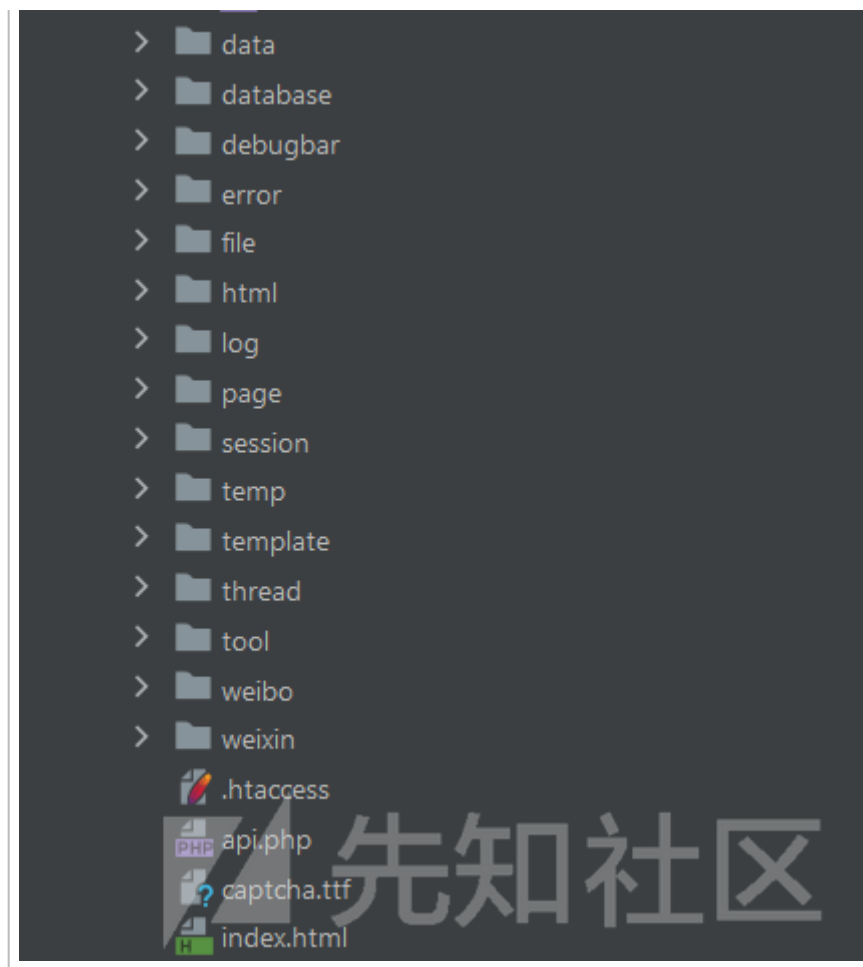 data
database
debugbar
error
file
html
log
page
session
temp
template
thread
tool
weibo
weixin
.htaccess
PHP api.php
? captcha.ttf
H index.html
先知社区